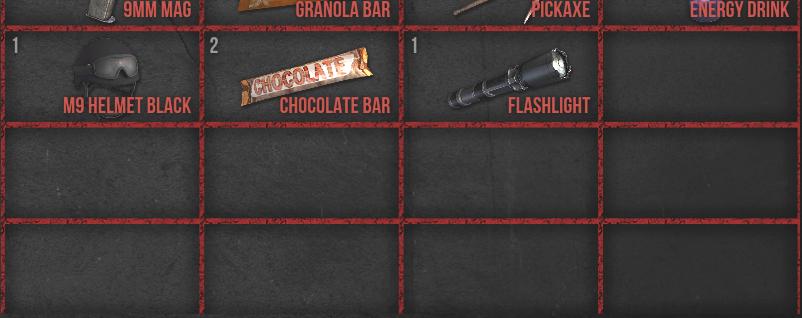 9MM MAG
GRANOLA BAR
PICKAXE
ENERGY DRINK
1
2
1
CHOCOLATE
M9 HELMET BLACK
CHOCOLATE BAR
FLASHLIGHT